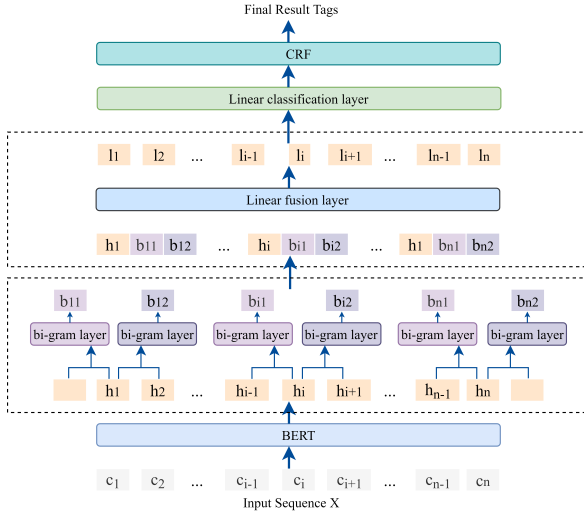 Final Result Tags
CRF
Linear classification layer
l1 l2 ... li-1 li li+1 ... ln-1 ln
Linear fusion layer
h1 b11 b12 ... hi bi1 bi2 ... h1 bn1 bn2
b11 b12 bi1 bi2 bn1 bn2
bi-gram layer bi-gram layer bi-gram layer bi-gram layer bi-gram layer bi-gram layer
h1 h2 ... hi-1 hi hi+1 ... hn-1 hn
BERT
c1 c2 ... ci-1 ci ci+1 ... cn-1 cn
Input Sequence X